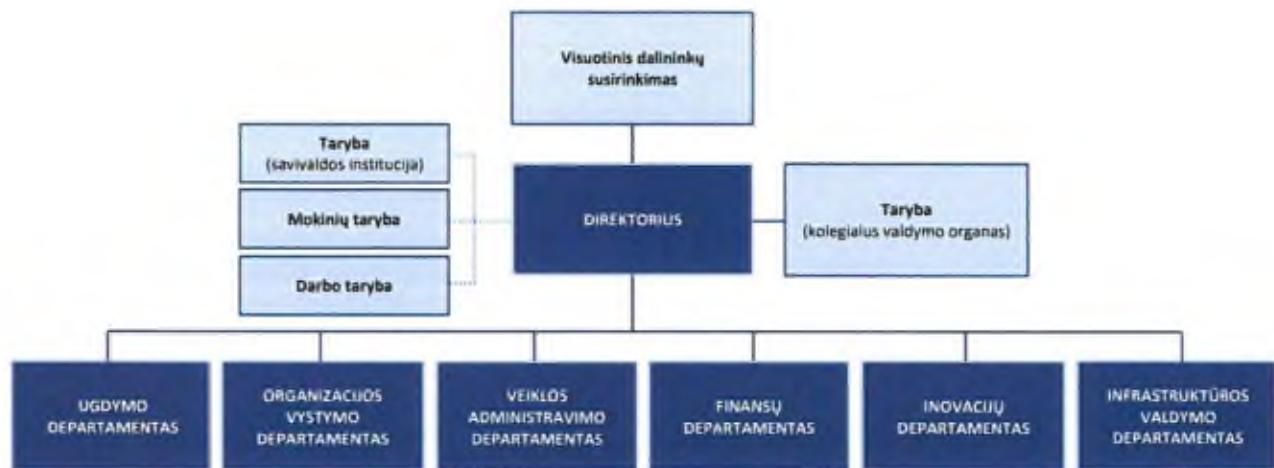 Visuotinis dalininkų
susirinkimas
Taryba
(savivaldos institucija)
Mokinių taryba
Darbo taryba
DIREKTORIUS
Taryba
(kolegialus valdymo organas)
UGDYMO
DEPARTAMENTAS
ORGANIZACIJOS
VYSTYMO
DEPARTAMENTAS
VEIKLOS
ADMINISTRAVIMO
DEPARTAMENTAS
FINANSŲ
DEPARTAMENTAS
INOVACIJŲ
DEPARTAMENTAS
INFRASTRUKTŪROS
VALDYMO
DEPARTAMENTAS